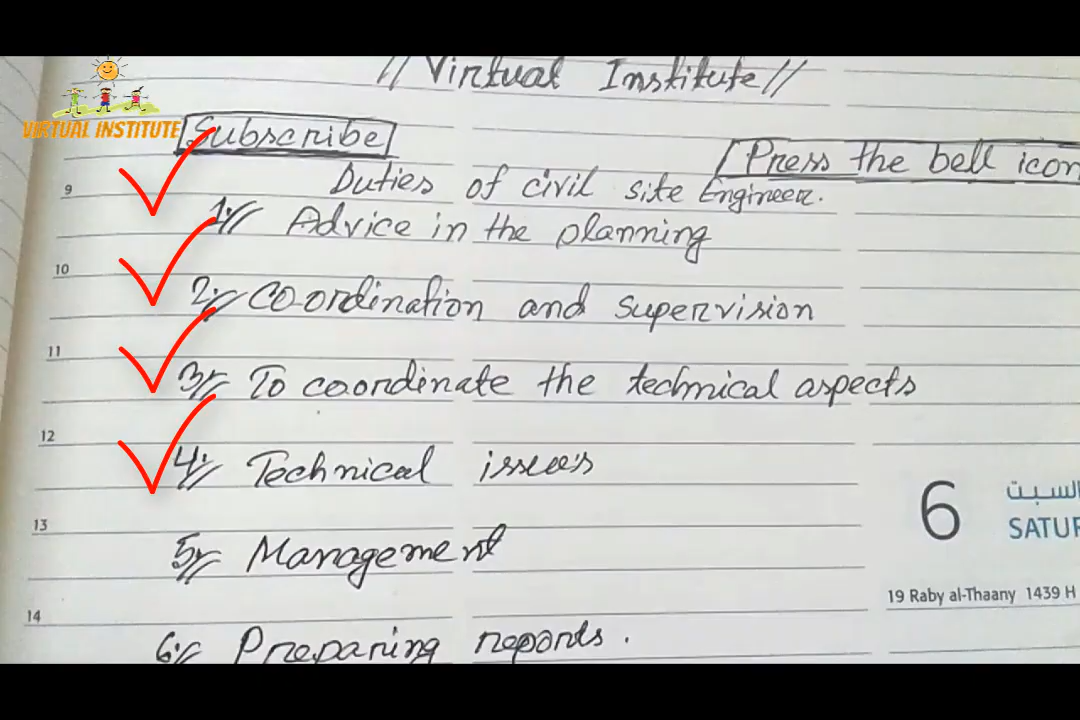 // Virtual Institute //
VIRTUAL INSTITUTE
Subscribe
Press the bell icon
Duties of civil site Engineer.
9
1. Advice in the planning
10
2. Co-ordination and supervision
11
3. To coordinate the technical aspects
12
4. Technical issues
13
5. Management
14
6. Preparing reports.
6
السبت
SATUR
19 Raby al-Thaany 1439 H